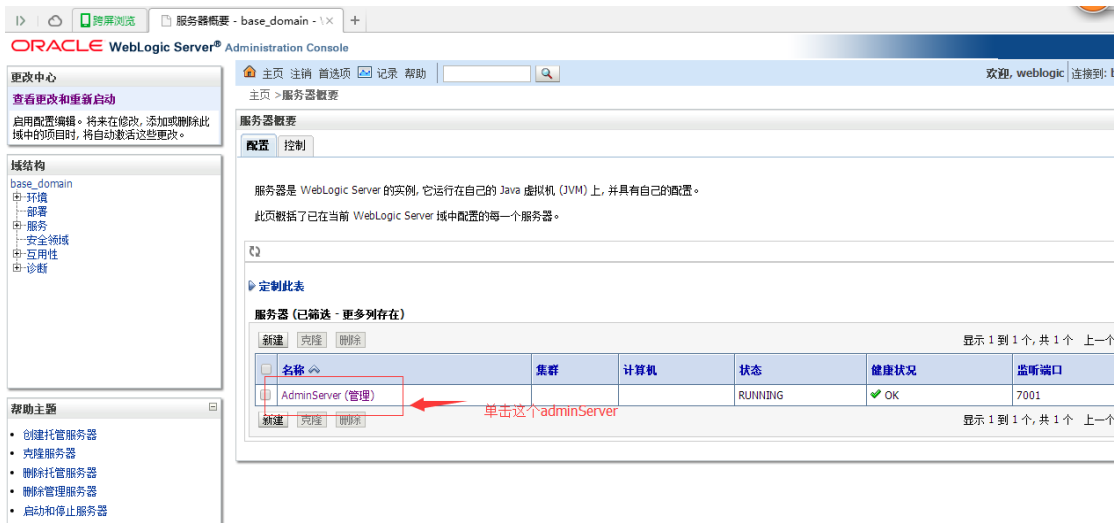 跨屏浏览 服务器概要 - base_domain - \ × +
ORACLE WebLogic Server® Administration Console
更改中心
查看更改和重新启动
启用配置编辑。将来在修改, 添加或删除此
域中的项目时, 将自动激活这些更改。
域结构
base_domain
环境
部署
服务
安全领域
互用性
诊断
帮助主题
创建托管服务器
克隆服务器
删除托管服务器
删除管理服务器
启动和停止服务器
主页 注销 首选项 记录 帮助
欢迎, weblogic 连接到:
主页 >服务器概要
服务器概要
配置 控制
服务器是 WebLogic Server 的实例, 它运行在自己的 Java 虚拟机 (JVM) 上, 并具有自己的配置。
此页概括了已在当前 WebLogic Server 域中配置的每一个服务器。
定制此表
服务器 (已筛选 - 更多列存在)
新建 克隆 删除 显示 1 到 1 个, 共 1 个 上一个
名称 集群 计算机 状态 健康状况 监听端口
AdminServer (管理) RUNNING OK 7001
单击这个adminServer
新建 克隆 删除 显示 1 到 1 个, 共 1 个 上一个